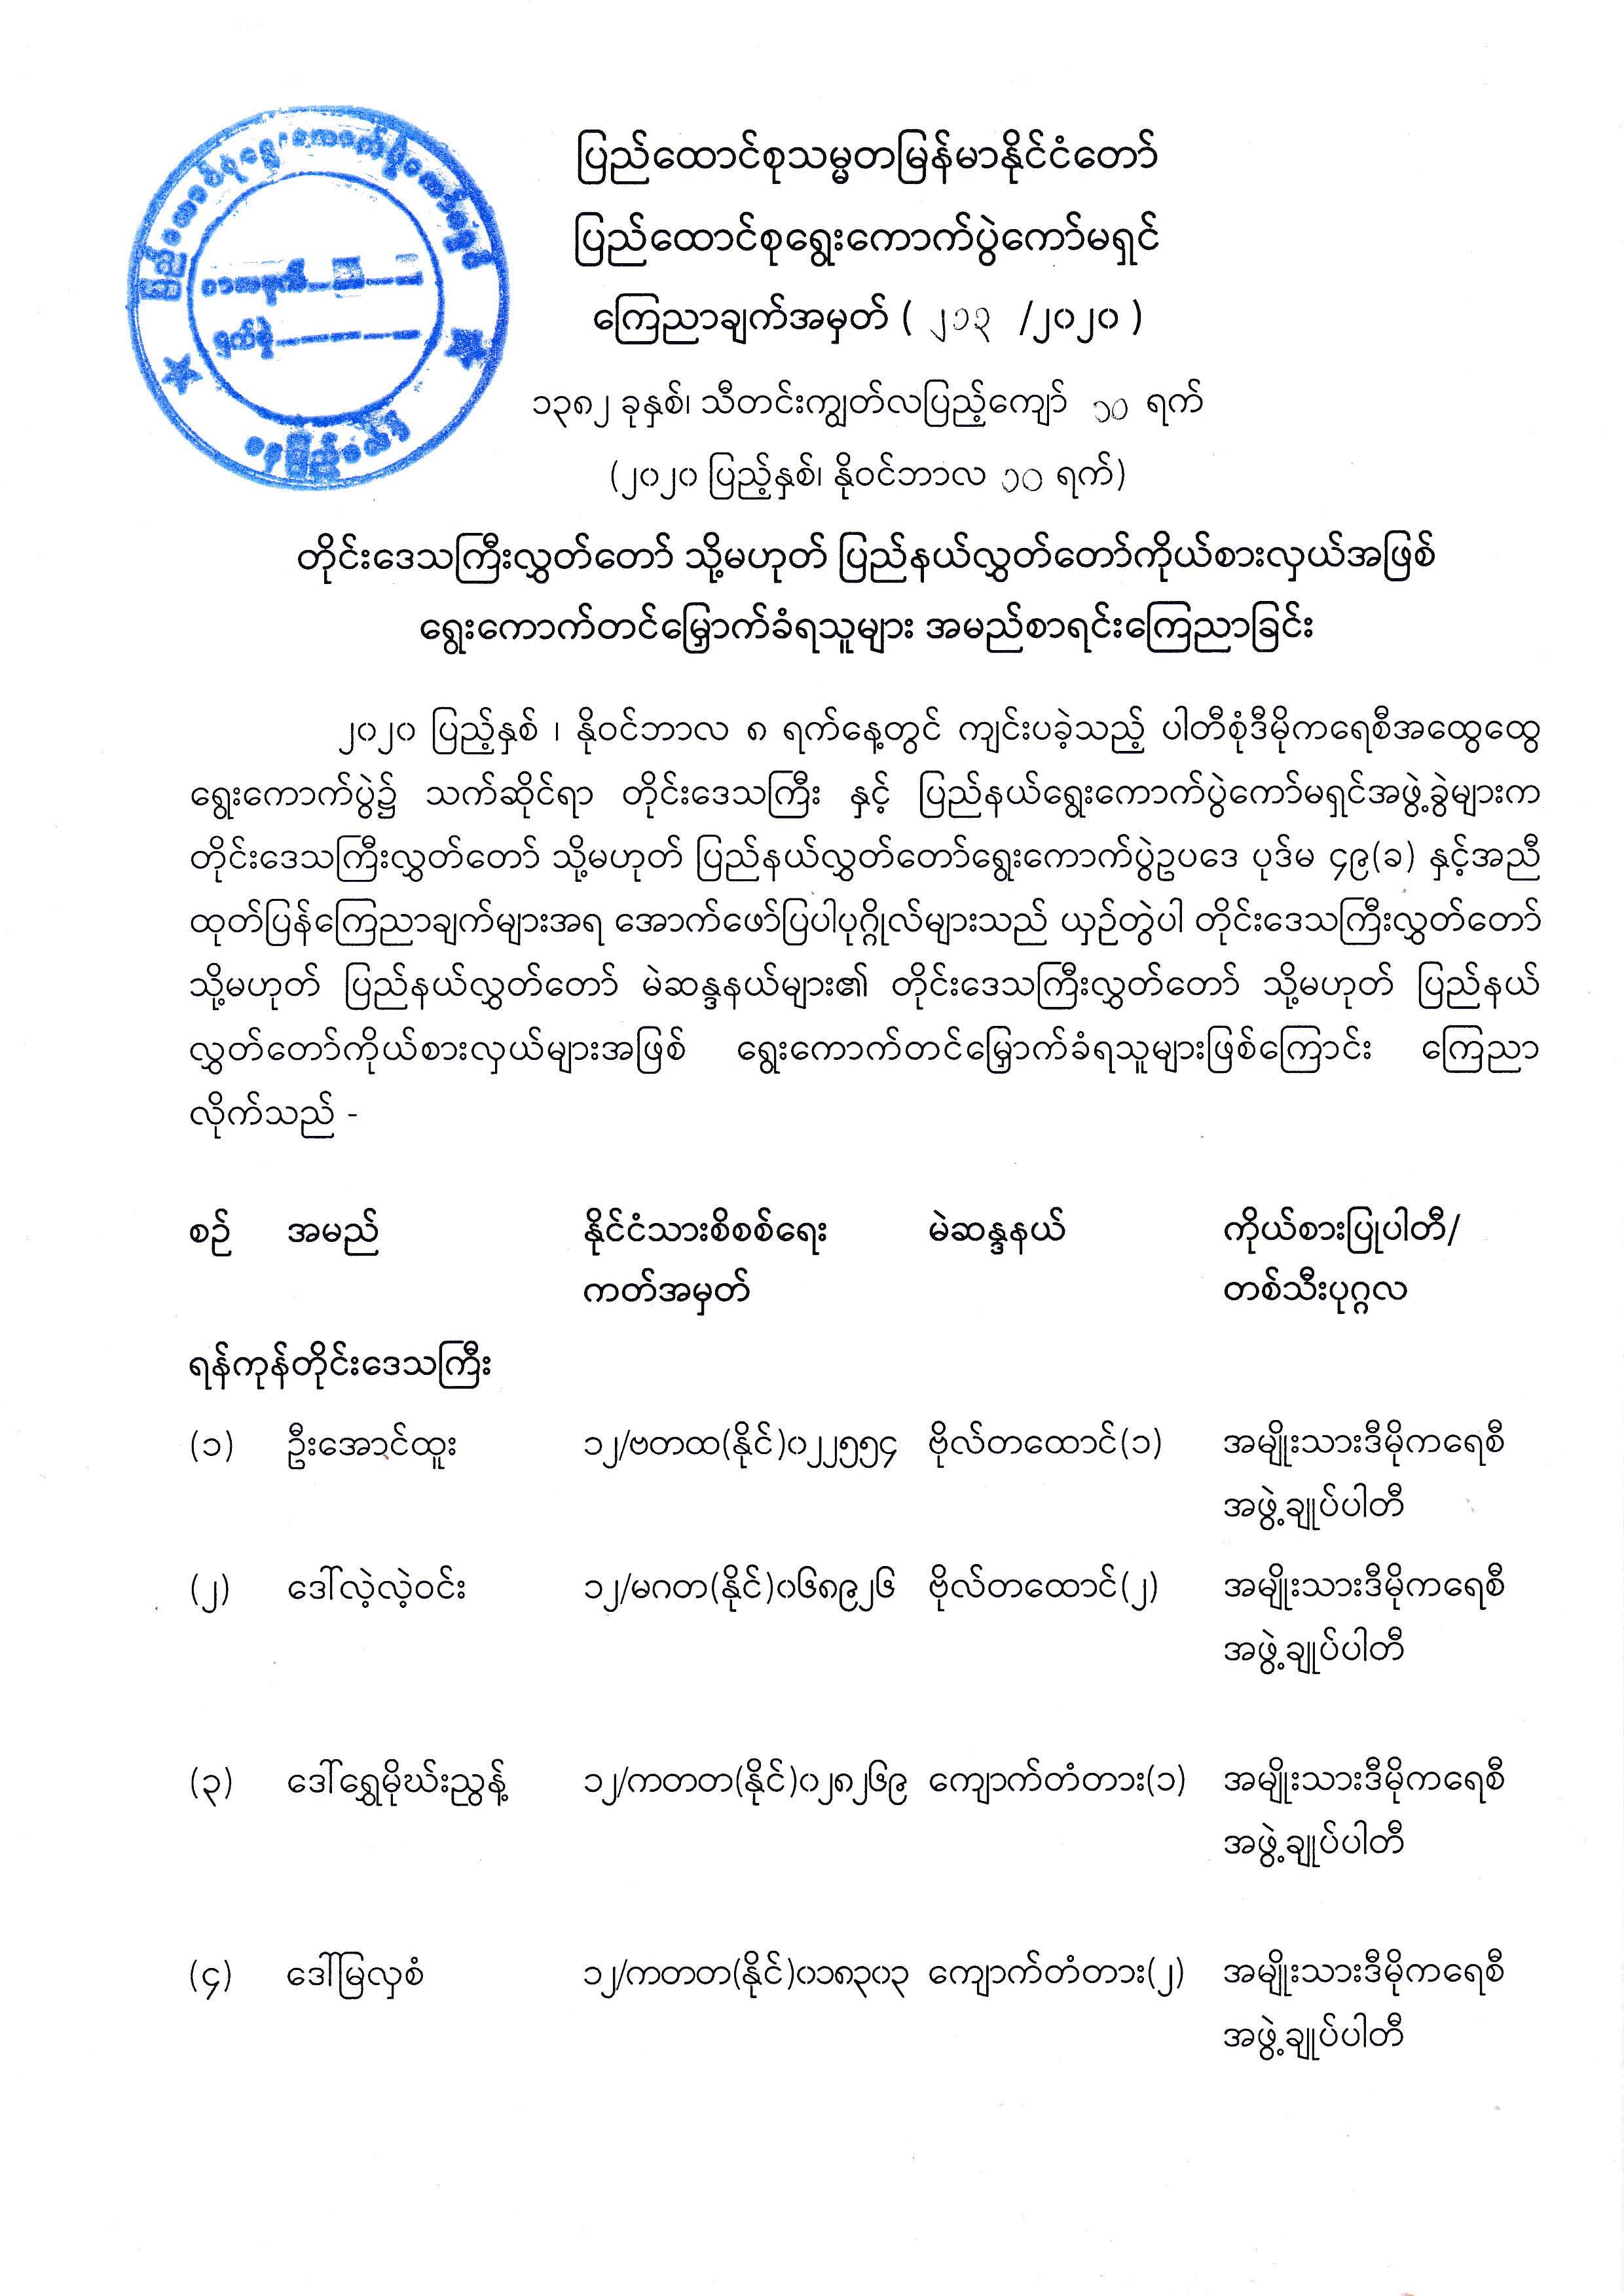 ပြည်ထောင်စုရွေးကောက်ပွဲကော်မရှင်
စာအမှတ်
ရက်စွဲ
နေပြည်တော်
ပြည်ထောင်စုသမ္မတမြန်မာနိုင်ငံတော်
ပြည်ထောင်စုရွေးကောက်ပွဲကော်မရှင်
ကြေညာချက်အမှတ် ( ၂၁၃ /၂၀၂၀ )
၁၃၈၂ ခုနှစ်၊ သီတင်းကျွတ်လပြည့်ကျော် ၁၀ ရက်
(၂၀၂၀ ပြည့်နှစ်၊ နိုဝင်ဘာလ ၁၀ ရက်)
တိုင်းဒေသကြီးလွှတ်တော် သို့မဟုတ် ပြည်နယ်လွှတ်တော်ကိုယ်စားလှယ်အဖြစ်
ရွေးကောက်တင်မြှောက်ခံရသူများ အမည်စာရင်းကြေညာခြင်း
၂၀၂၀ ပြည့်နှစ် ၊ နိုဝင်ဘာလ ၈ ရက်နေ့တွင် ကျင်းပခဲ့သည့် ပါတီစုံဒီမိုကရေစီအထွေထွေ
ရွေးကောက်ပွဲ၌ သက်ဆိုင်ရာ တိုင်းဒေသကြီး နှင့် ပြည်နယ်ရွေးကောက်ပွဲကော်မရှင်အဖွဲ့ခွဲများက
တိုင်းဒေသကြီးလွှတ်တော် သို့မဟုတ် ပြည်နယ်လွှတ်တော်ရွေးကောက်ပွဲဥပဒေ ပုဒ်မ ၄၉(ခ) နှင့်အညီ
ထုတ်ပြန်ကြေညာချက်များအရ အောက်ဖော်ပြပါပုဂ္ဂိုလ်များသည် ယှဉ်တွဲပါ တိုင်းဒေသကြီးလွှတ်တော်
သို့မဟုတ် ပြည်နယ်လွှတ်တော် မဲဆန္ဒနယ်များ၏ တိုင်းဒေသကြီးလွှတ်တော် သို့မဟုတ် ပြည်နယ်
လွှတ်တော်ကိုယ်စားလှယ်များအဖြစ် ရွေးကောက်တင်မြှောက်ခံရသူများဖြစ်ကြောင်း ကြေညာ
လိုက်သည် -
စဉ် အမည် နိုင်ငံသားစိစစ်ရေး မဲဆန္ဒနယ် ကိုယ်စားပြုပါတီ/
ကတ်အမှတ် တစ်သီးပုဂ္ဂလ
ရန်ကုန်တိုင်းဒေသကြီး
(၁) ဦးအောင်ထူး ၁၂/ဗတထ(နိုင်)၀၂၂၅၅၄ ဗိုလ်တထောင်(၁) အမျိုးသားဒီမိုကရေစီ
အဖွဲ့ချုပ်ပါတီ
(၂) ဒေါ်လဲ့လဲ့ဝင်း ၁၂/မဂတ(နိုင်)၀၆၈၉၂၆ ဗိုလ်တထောင်(၂) အမျိုးသားဒီမိုကရေစီ
အဖွဲ့ချုပ်ပါတီ
(၃) ဒေါ်ရွှေမိုဃ်းညွန့် ၁၂/ကတတ(နိုင်)၀၂၈၂၆၉ ကျောက်တံတား(၁) အမျိုးသားဒီမိုကရေစီ
အဖွဲ့ချုပ်ပါတီ
(၄) ဒေါ်မြလှစံ ၁၂/ကတတ(နိုင်)၀၁၈၃၀၃ ကျောက်တံတား(၂) အမျိုးသားဒီမိုကရေစီ
အဖွဲ့ချုပ်ပါတီ